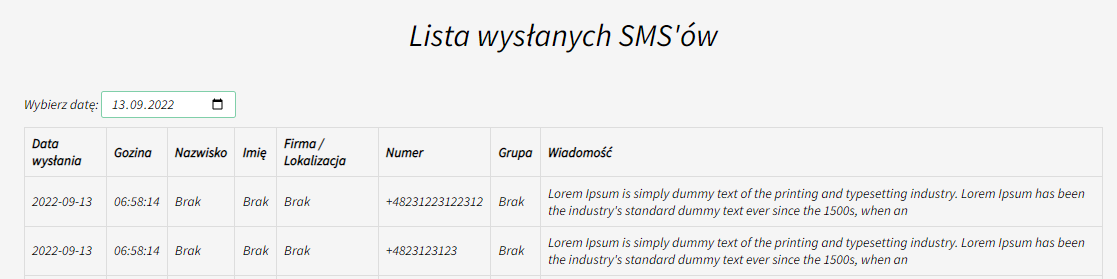 Lista wysłanych SMS'ów
Wybierz datę: 13.09.2022
Data wysłania Gozina Nazwisko Imię Firma / Lokalizacja Numer Grupa Wiadomość
2022-09-13 06:58:14 Brak Brak Brak +48231223122312 Brak Lorem Ipsum is simply dummy text of the printing and typesetting industry. Lorem Ipsum has been
the industry's standard dummy text ever since the 1500s, when an
2022-09-13 06:58:14 Brak Brak Brak +4823123123 Brak Lorem Ipsum is simply dummy text of the printing and typesetting industry. Lorem Ipsum has been
the industry's standard dummy text ever since the 1500s, when an